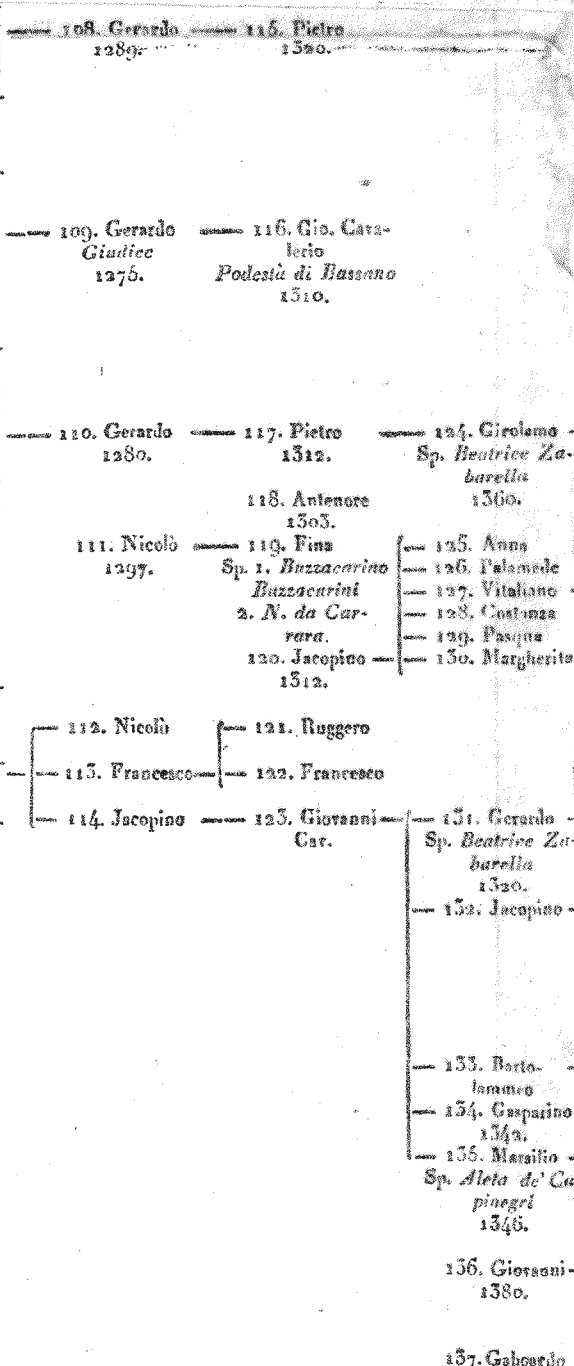 108. Gerardo — 115. Pietro
1289. 1320.
109. Gerardo — 116. Gio. Cava-
Giudice lerio
1275. Podestà di Bassano
1310.
110. Gerardo — 117. Pietro — 124. Girolamo -
1280. 1312. Sp. Beatrice Za-
barella
118. Antenore 1360.
1303.
111. Nicolò — 119. Fina — 125. Anna
1297. Sp. 1. Buzzacarino — 126. Palamede
Buzzacarini — 127. Vitaliano -
2. N. da Car- — 128. Costanza
rara. — 129. Pasqua
120. Jacopino — 130. Margherita
1312.
112. Nicolò — 121. Ruggero
113. Francesco — 122. Francesco
114. Jacopino — 123. Giovanni — 131. Gerardo -
Cav. Sp. Beatrice Za-
barella
1320.
132. Jacopino -
133. Barto- -
lammeo
134. Gasparino
1342.
135. Marsilio -
Sp. Aleta de' Ca
pinegri
1346.
136. Giovanni -
1380.
137. Gaboardo